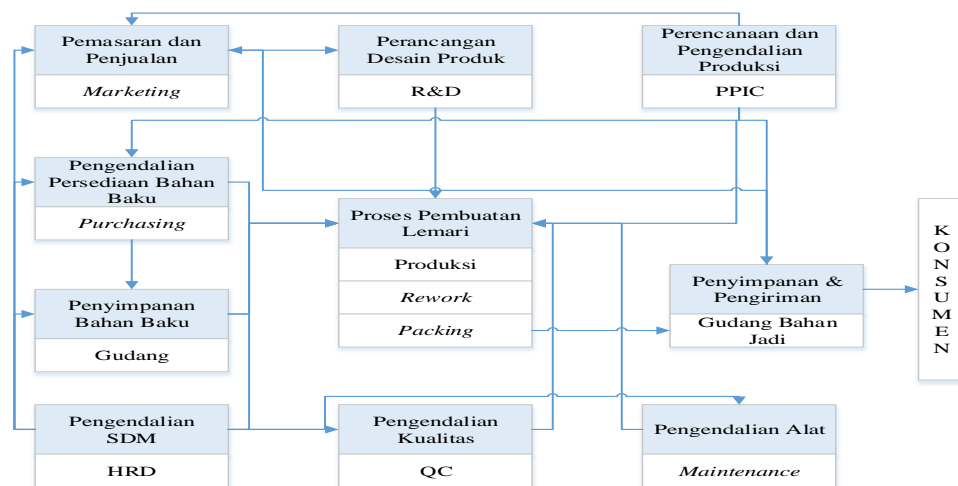 Pemasaran dan
Penjualan
Marketing
Perancangan
Desain Produk
R&D
Perencanaan dan
Pengendalian
Produksi
PPIC
Pengendalian
Persediaan Bahan
Baku
Purchasing
Proses Pembuatan
Lemari
Produksi
Rework
Packing
Penyimpanan
Bahan Baku
Gudang
Penyimpanan &
Pengiriman
Gudang Bahan
Jadi
K
O
N
S
U
M
E
N
Pengendalian
SDM
HRD
Pengendalian
Kualitas
QC
Pengendalian Alat
Maintenance